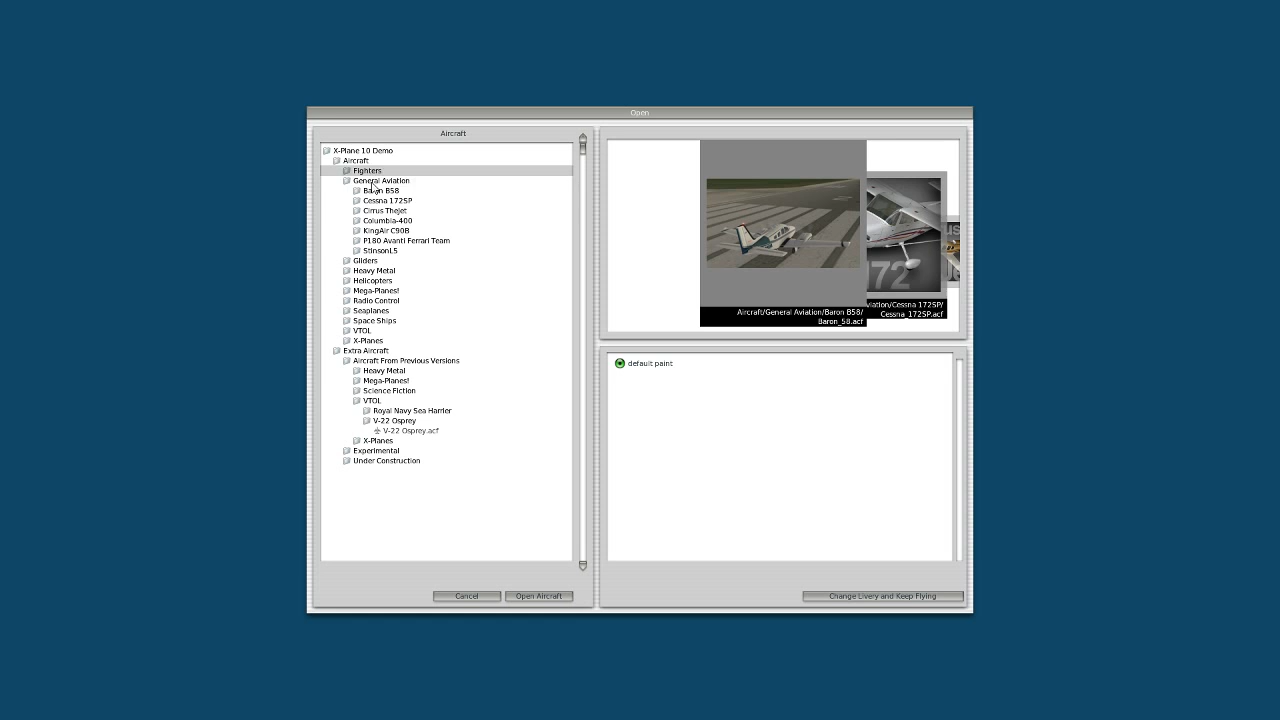 Open
Aircraft
X-Plane 10 Demo
Aircraft
Fighters
General Aviation
Baron B58
Cessna 172SP
Cirrus TheJet
Columbia-400
KingAir C90B
P180 Avanti Ferrari Team
StinsonL5
Gliders
Heavy Metal
Helicopters
Mega-Planes!
Radio Control
Seaplanes
Space Ships
VTOL
X-Planes
Extra Aircraft
Aircraft From Previous Versions
Heavy Metal
Mega-Planes!
Science Fiction
VTOL
Royal Navy Sea Harrier
V-22 Osprey
V-22 Osprey.acf
X-Planes
Experimental
Under Construction
Cancel
Open Aircraft
Aircraft/General Aviation/Baron B58/
Baron_58.acf
172
viation/Cessna 172SP/
Cessna_172SP.acf
default paint
Change Livery and Keep Flying